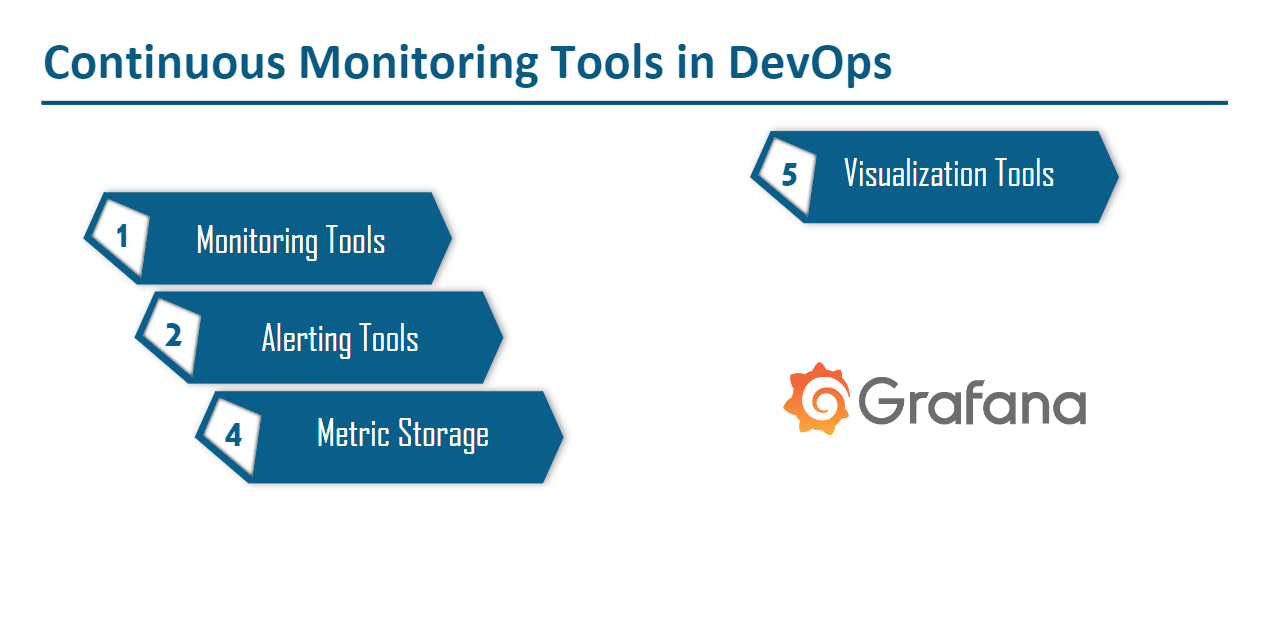 Continuous Monitoring Tools in DevOps
1
Monitoring Tools
2
Alerting Tools
4
Metric Storage
5
Visualization Tools
Grafana